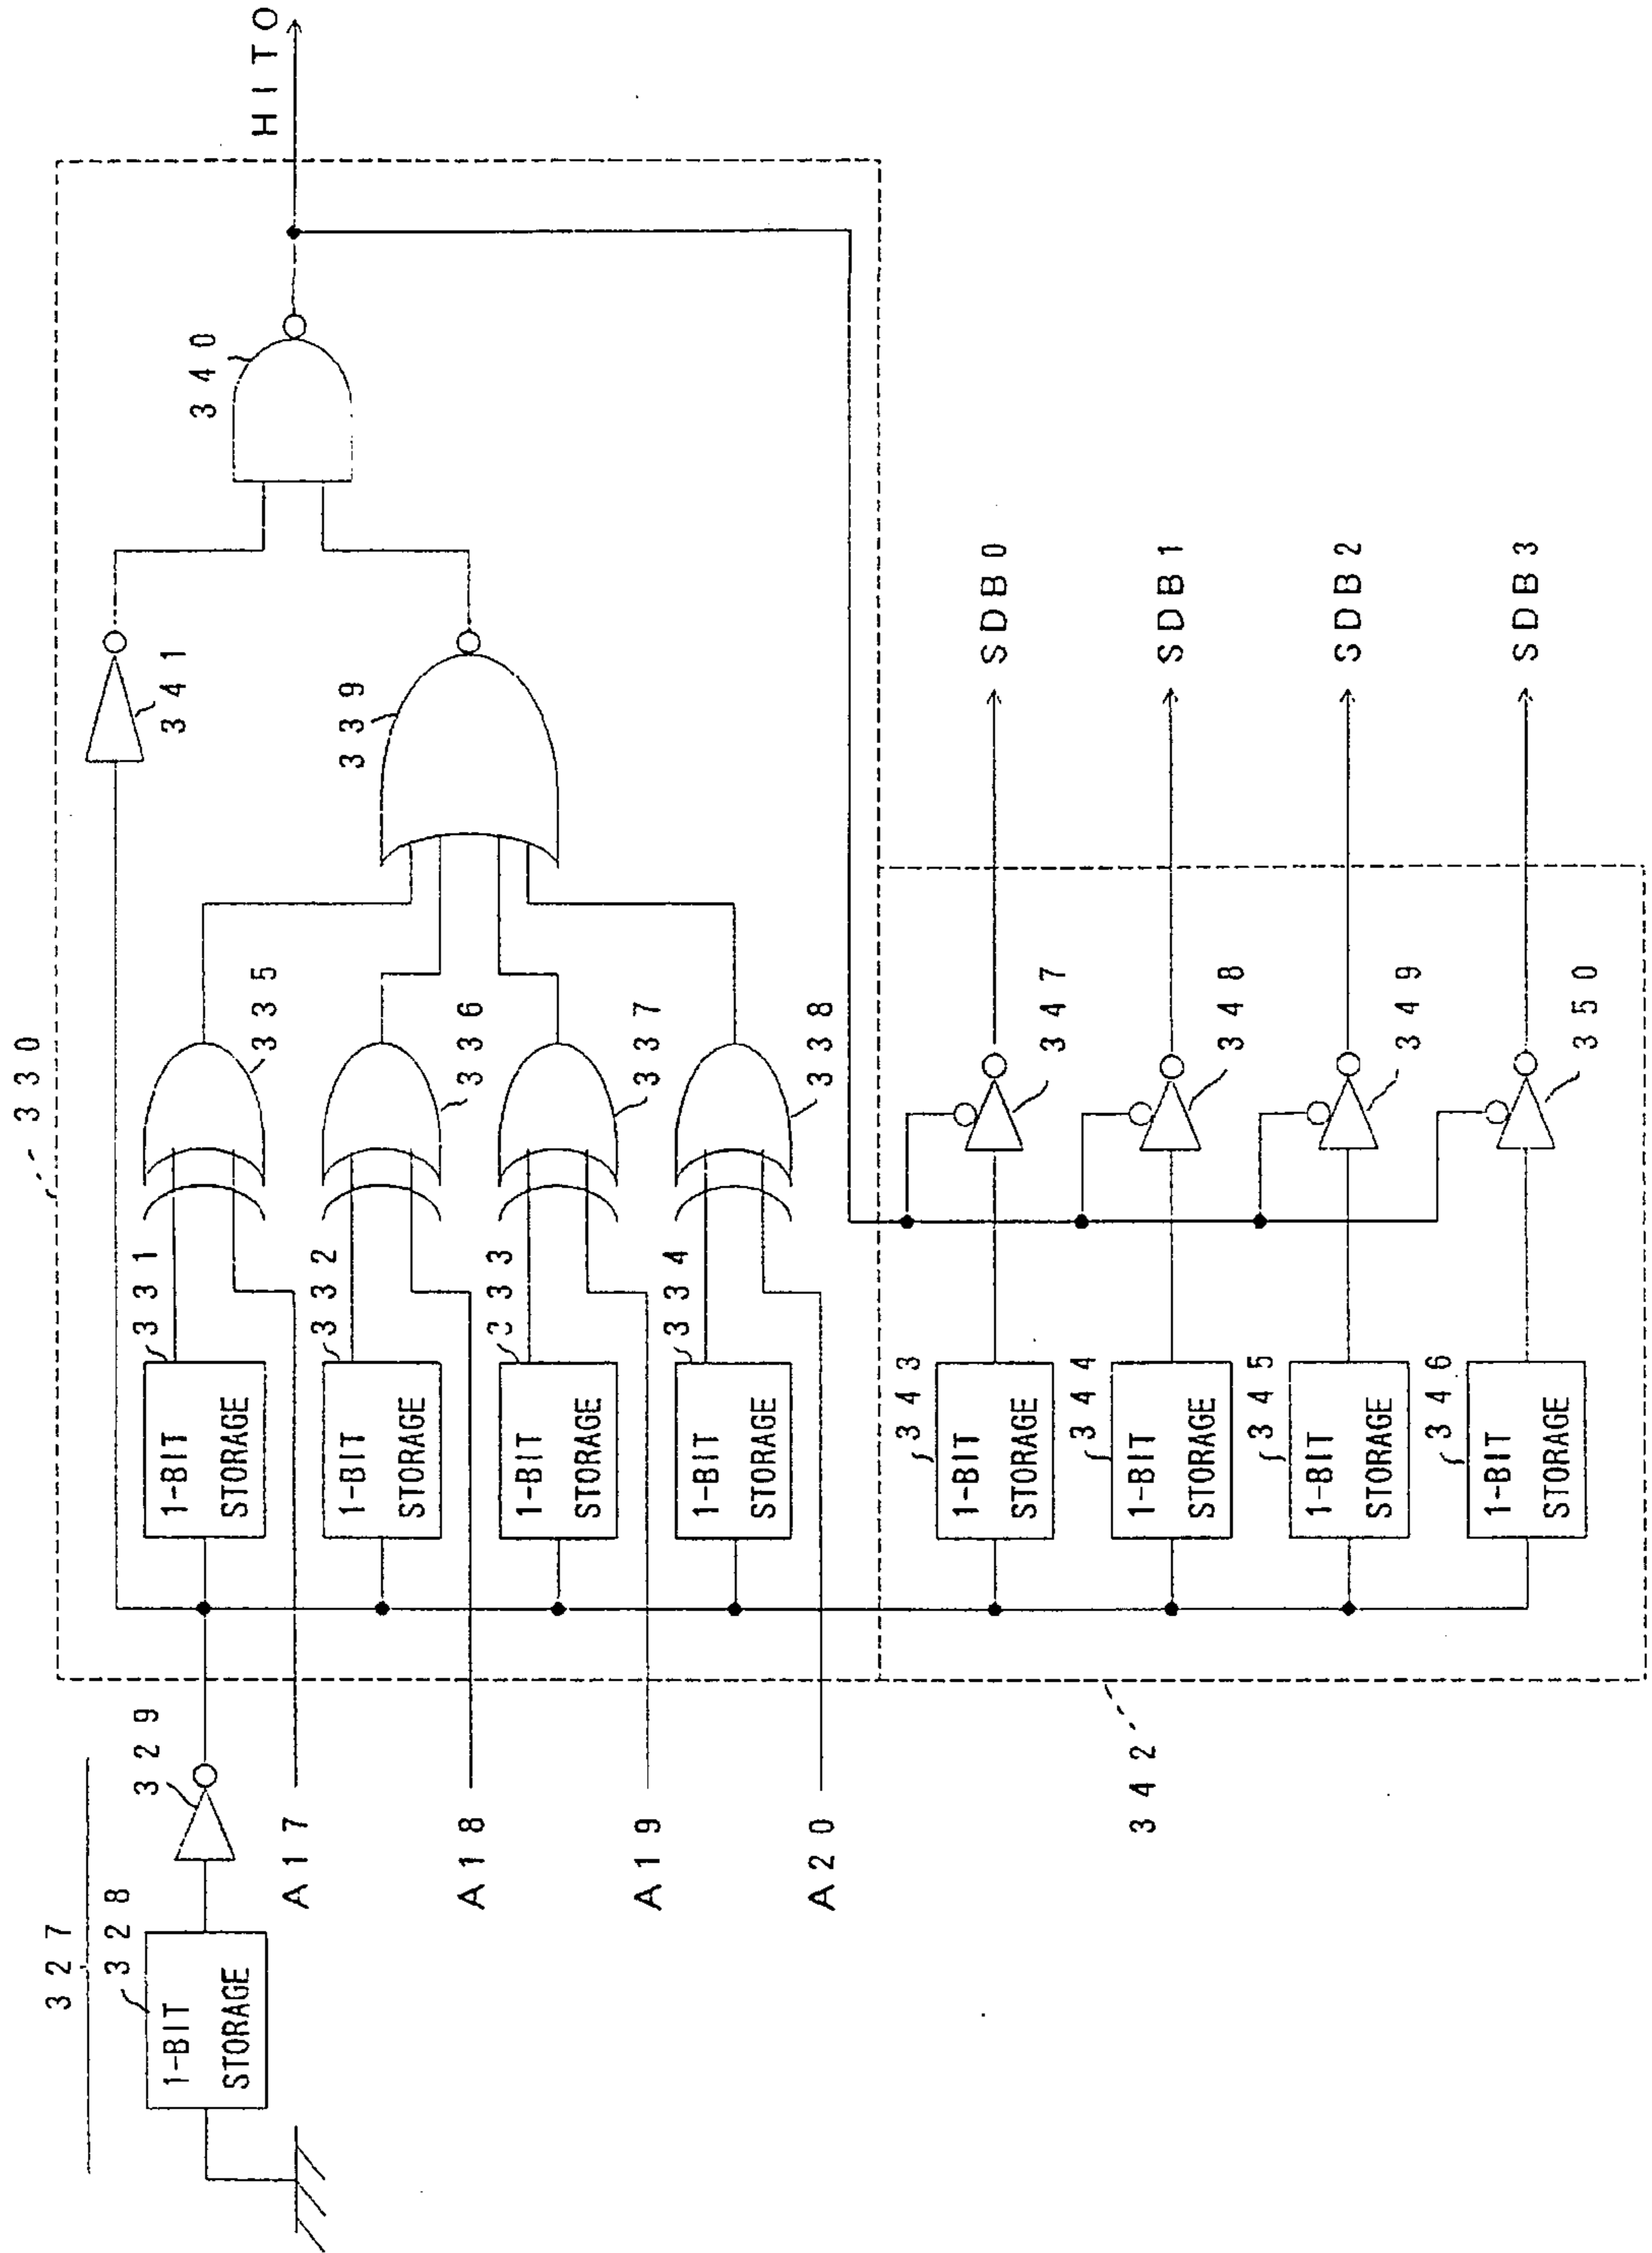 327
328
1-BIT
STORAGE
329
330
A17
A18
A19
A20
331
1-BIT
STORAGE
332
1-BIT
STORAGE
333
1-BIT
STORAGE
334
1-BIT
STORAGE
335
336
337
338
339
341
340
HIT0
342
343
1-BIT
STORAGE
344
1-BIT
STORAGE
345
1-BIT
STORAGE
346
1-BIT
STORAGE
347
348
349
350
SDB0
SDB1
SDB2
SDB3